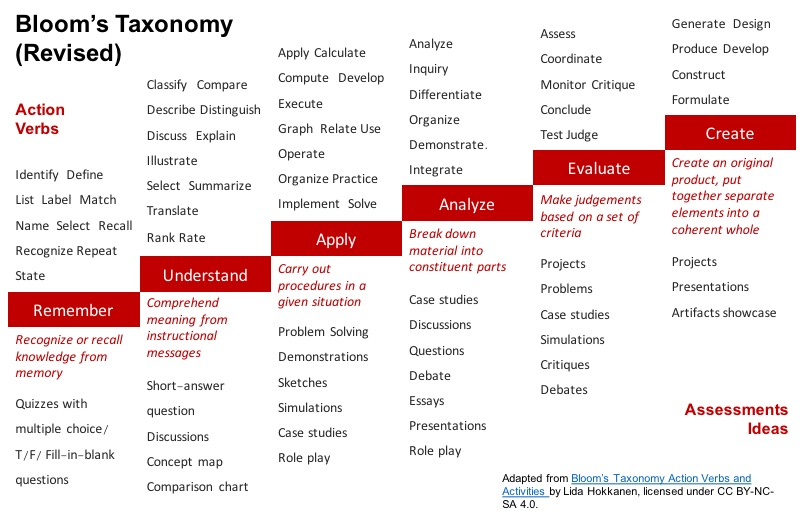 Bloom’s Taxonomy
(Revised)
Action
Verbs
Identify Define
List Label Match
Name Select Recall
Recognize Repeat
State
Remember
Recognize or recall
knowledge from
memory
Quizzes with
multiple choice/
T/F/ Fill-in-blank
questions
Classify Compare
Describe Distinguish
Discuss Explain
Illustrate
Select Summarize
Translate
Rank Rate
Understand
Comprehend
meaning from
instructional
messages
Short-answer
question
Discussions
Concept map
Comparison chart
Apply Calculate
Compute Develop
Execute
Graph Relate Use
Operate
Organize Practice
Implement Solve
Apply
Carry out
procedures in a
given situation
Problem Solving
Demonstrations
Sketches
Simulations
Case studies
Role play
Analyze
Inquiry
Differentiate
Organize
Demonstrate.
Integrate
Analyze
Break down
material into
constituent parts
Case studies
Discussions
Questions
Debate
Essays
Presentations
Role play
Assess
Coordinate
Monitor Critique
Conclude
Test Judge
Evaluate
Make judgements
based on a set of
criteria
Projects
Problems
Case studies
Simulations
Critiques
Debates
Generate Design
Produce Develop
Construct
Formulate
Create
Create an original
product, put
together separate
elements into a
coherent whole
Projects
Presentations
Artifacts showcase
Assessments
Ideas
Adapted from Bloom’s Taxonomy Action Verbs and
Activities by Lida Hokkanen, licensed under CC BY-NC-
SA 4.0.